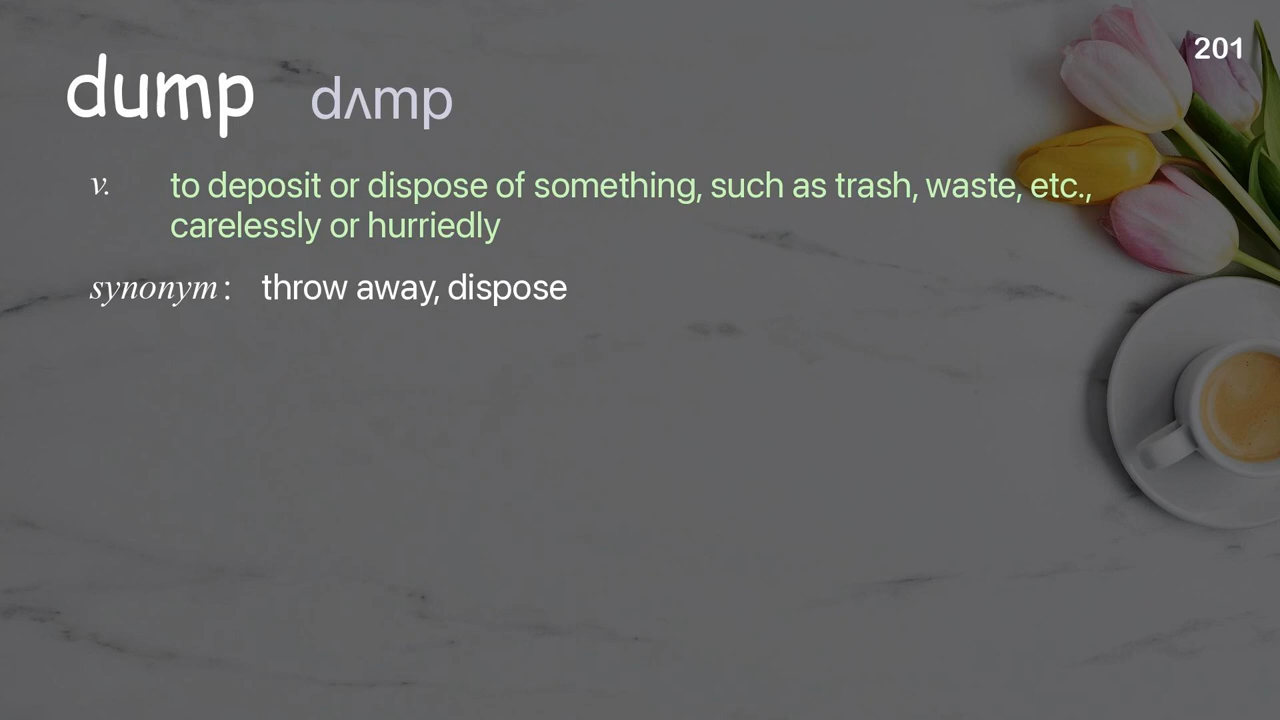 201
dump dʌmp
v. to deposit or dispose of something, such as trash, waste, etc.,
carelessly or hurriedly
synonym : throw away, dispose